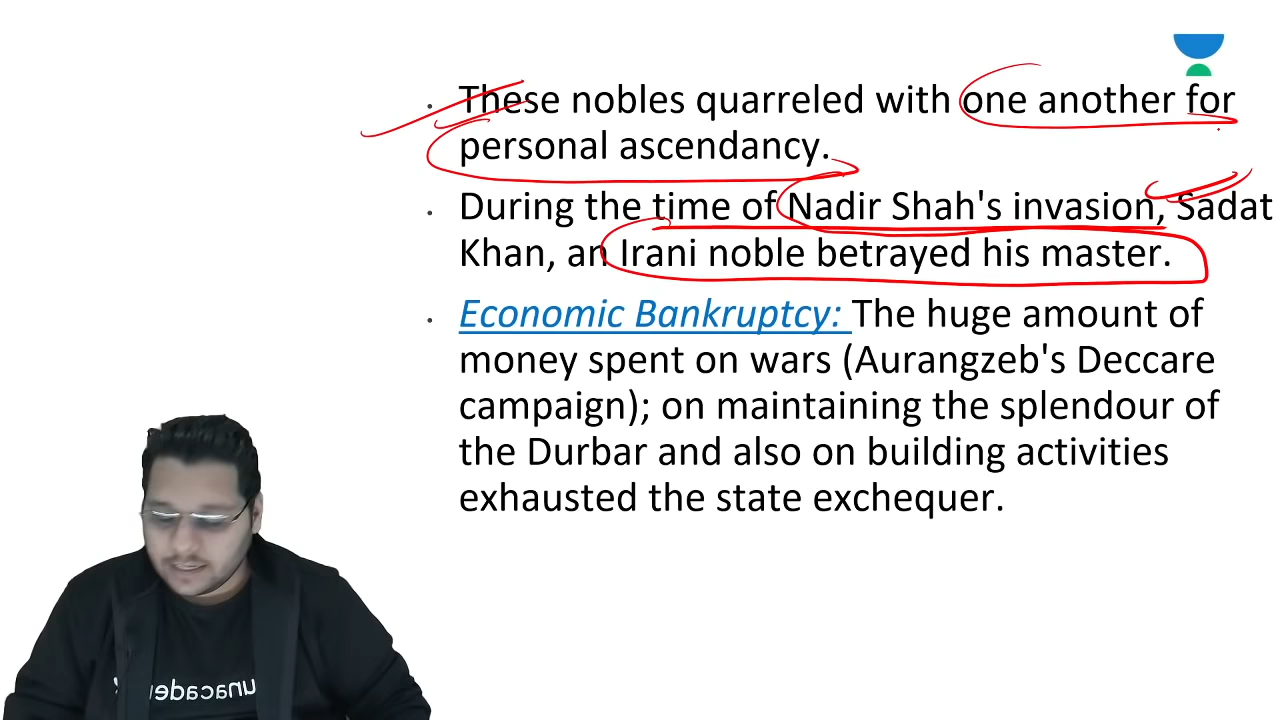 These nobles quarreled with one another for
personal ascendancy.
During the time of Nadir Shah's invasion, Sadat
Khan, an Irani noble betrayed his master.
Economic Bankruptcy: The huge amount of
money spent on wars (Aurangzeb's Deccare
campaign); on maintaining the splendour of
the Durbar and also on building activities
exhausted the state exchequer.